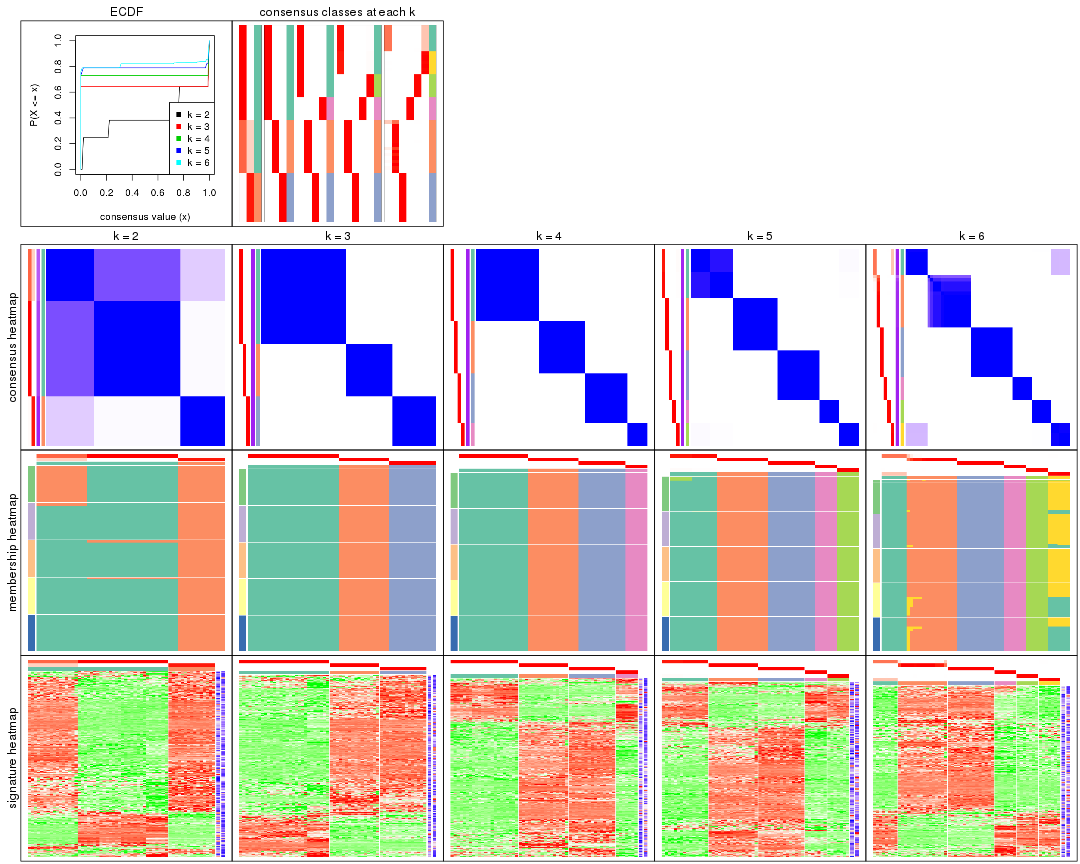 ECDF
consensus classes at each k
P(X <= x)
0.0
0.2
0.4
0.6
0.8
1.0
0.0 0.2 0.4 0.6 0.8 1.0
k = 2
k = 3
k = 4
k = 5
k = 6
consensus value (x)
k = 2
k = 3
k = 4
k = 5
k = 6
consensus heatmap
membership heatmap
signature heatmap